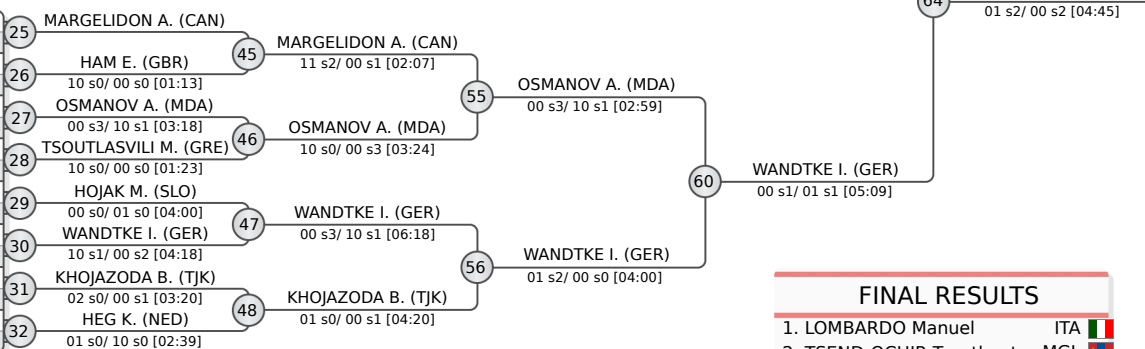 64
01 s2/ 00 s2 [04:45]
25
MARGELIDON A. (CAN)
45
MARGELIDON A. (CAN)
11 s2/ 00 s1 [02:07]
26
HAM E. (GBR)
10 s0/ 00 s0 [01:13]
55
OSMANOV A. (MDA)
00 s3/ 10 s1 [02:59]
27
OSMANOV A. (MDA)
00 s3/ 10 s1 [03:18]
46
OSMANOV A. (MDA)
10 s0/ 00 s3 [03:24]
28
TSOUTLASVILI M. (GRE)
10 s0/ 00 s0 [01:23]
60
WANDTKE I. (GER)
00 s1/ 01 s1 [05:09]
29
HOJAK M. (SLO)
00 s0/ 01 s0 [04:00]
47
WANDTKE I. (GER)
00 s3/ 10 s1 [06:18]
30
WANDTKE I. (GER)
10 s1/ 00 s2 [04:18]
56
WANDTKE I. (GER)
01 s2/ 00 s0 [04:00]
31
KHOJAZODA B. (TJK)
02 s0/ 00 s1 [03:20]
48
KHOJAZODA B. (TJK)
01 s0/ 00 s1 [04:20]
32
HEG K. (NED)
01 s0/ 10 s0 [02:39]
FINAL RESULTS
1. LOMBARDO Manuel ITA